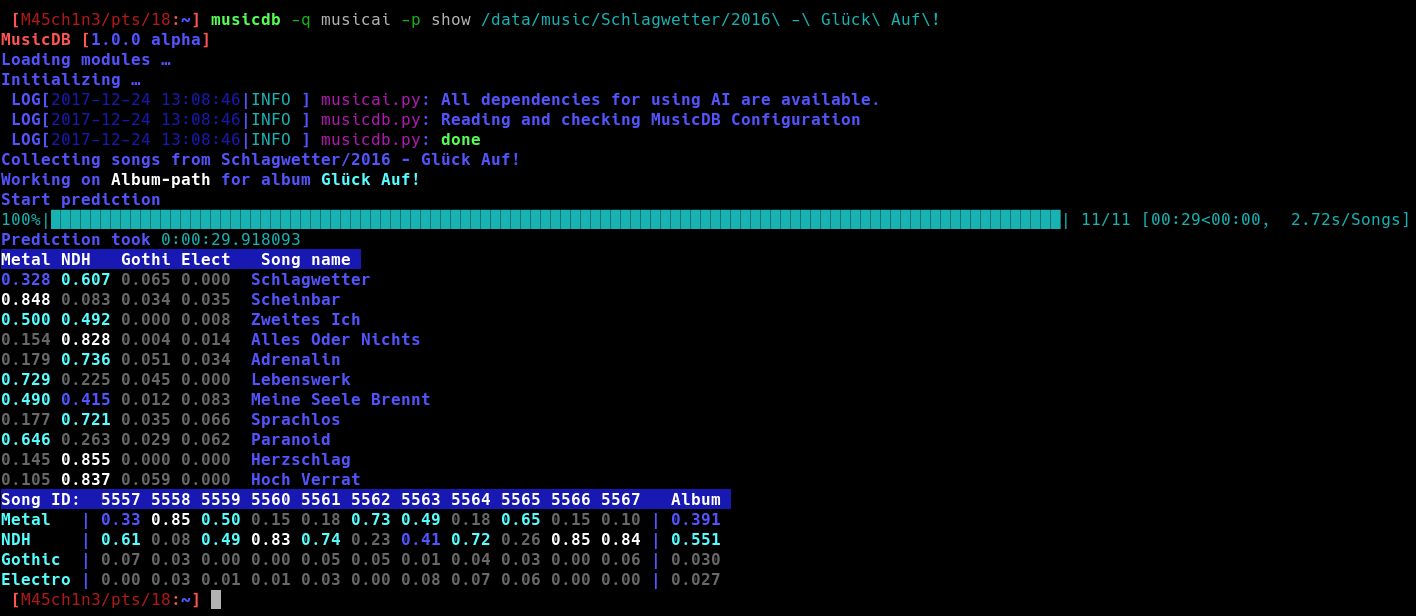 [M45ch1n3/pts/18:~] musicdb -q musicai -p show /data/music/Schlagwetter/2016\ -\ Glück\ Auf\!
MusicDB [1.0.0 alpha]
Loading modules …
Initializing …
LOG[2017-12-24 13:08:46|INFO ] musicai.py: All dependencies for using AI are available.
LOG[2017-12-24 13:08:46|INFO ] musicdb.py: Reading and checking MusicDB Configuration
LOG[2017-12-24 13:08:46|INFO ] musicdb.py: done
Collecting songs from Schlagwetter/2016 - Glück Auf!
Working on Album-path for album Glück Auf!
Start prediction
100%|██████████| 11/11 [00:29<00:00,  2.72s/Songs]
Prediction took 0:00:29.918093
Metal NDH   Gothi Elect   Song name
0.328 0.607 0.065 0.000  Schlagwetter
0.848 0.083 0.034 0.035  Scheinbar
0.500 0.492 0.000 0.008  Zweites Ich
0.154 0.828 0.004 0.014  Alles Oder Nichts
0.179 0.736 0.051 0.034  Adrenalin
0.729 0.225 0.045 0.000  Lebenswerk
0.490 0.415 0.012 0.083  Meine Seele Brennt
0.177 0.721 0.035 0.066  Sprachlos
0.646 0.263 0.029 0.062  Paranoid
0.145 0.855 0.000 0.000  Herzschlag
0.105 0.837 0.059 0.000  Hoch Verrat
Song ID:  5557 5558 5559 5560 5561 5562 5563 5564 5565 5566 5567   Album
Metal   | 0.33 0.85 0.50 0.15 0.18 0.73 0.49 0.18 0.65 0.15 0.10 | 0.391
NDH     | 0.61 0.08 0.49 0.83 0.74 0.23 0.41 0.72 0.26 0.85 0.84 | 0.551
Gothic  | 0.07 0.03 0.00 0.00 0.05 0.05 0.01 0.04 0.03 0.00 0.06 | 0.030
Electro | 0.00 0.03 0.01 0.01 0.03 0.00 0.08 0.07 0.06 0.00 0.00 | 0.027
[M45ch1n3/pts/18:~]